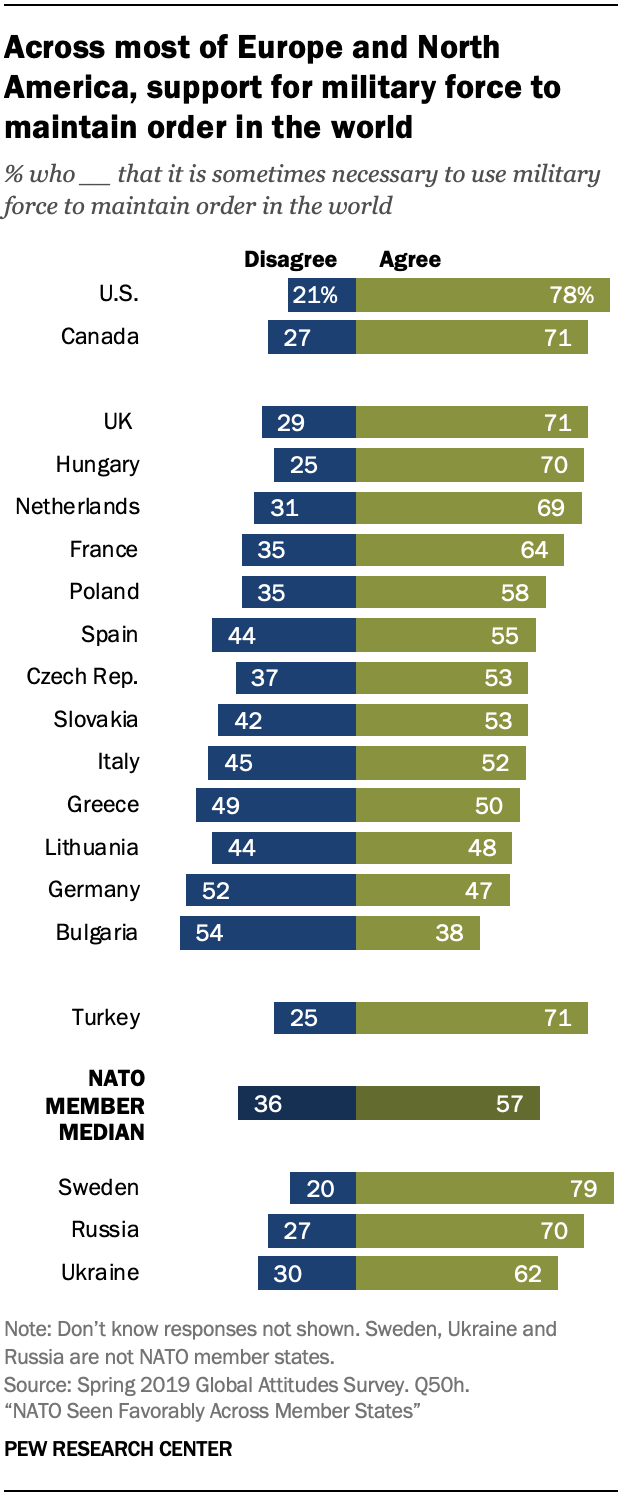 Across most of Europe and North
America, support for military force to
maintain order in the world
% who __ that it is sometimes necessary to use military
force to maintain order in the world
Disagree Agree
U.S. 21% 78%
Canada 27 71
UK 29 71
Hungary 25 70
Netherlands 31 69
France 35 64
Poland 35 58
Spain 44 55
Czech Rep. 37 53
Slovakia 42 53
Italy 45 52
Greece 49 50
Lithuania 44 48
Germany 52 47
Bulgaria 54 38
Turkey 25 71
NATO
MEMBER 36 57
MEDIAN
Sweden 20 79
Russia 27 70
Ukraine 30 62
Note: Don’t know responses not shown. Sweden, Ukraine and
Russia are not NATO member states.
Source: Spring 2019 Global Attitudes Survey. Q50h.
“NATO Seen Favorably Across Member States”
PEW RESEARCH CENTER